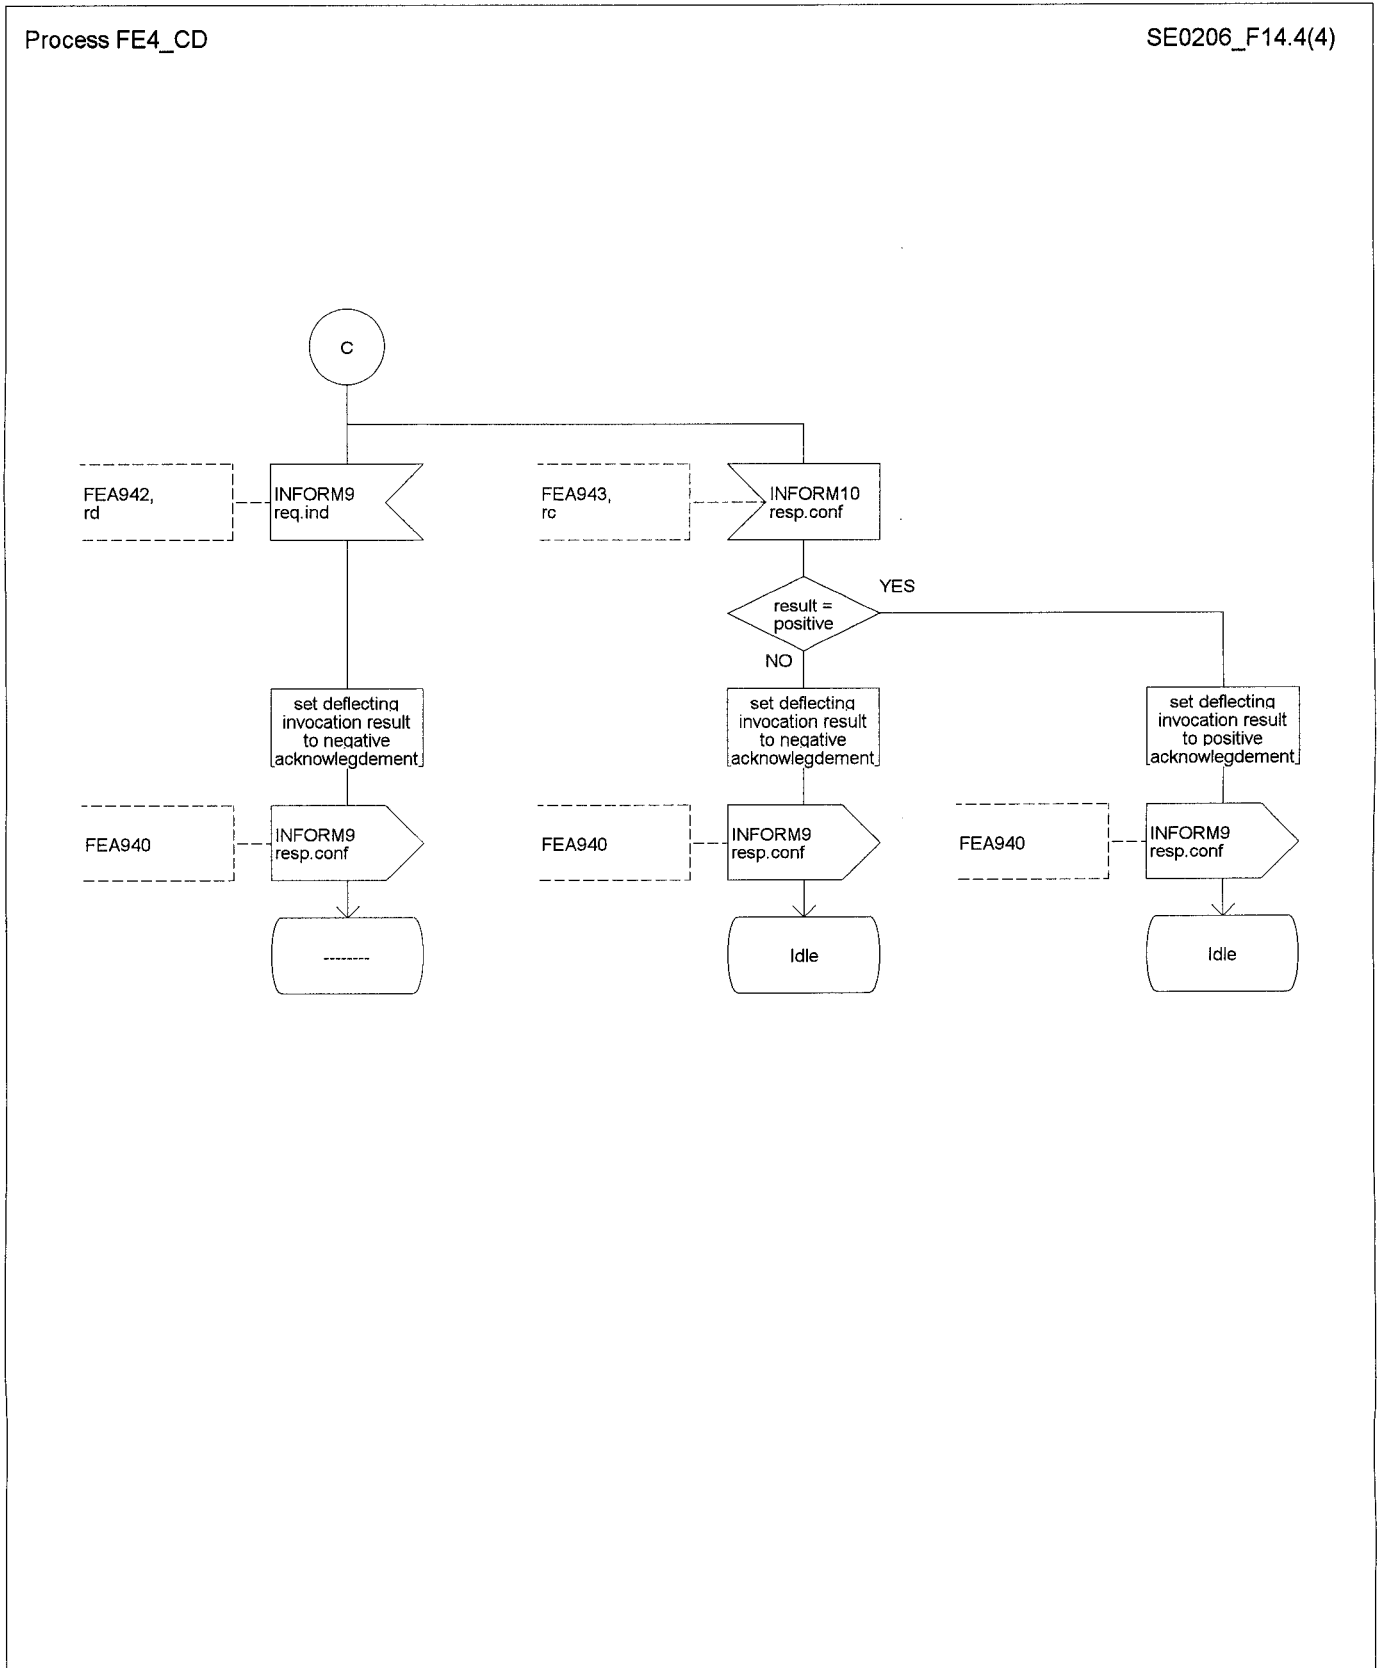 Process FE4_CD
SE0206_F14.4(4)
C
FEA942,
rd
INFORM9
req.ind
FEA943,
rc
INFORM10
resp.conf
result =
positive
YES
NO
set deflecting
invocation result
to negative
acknowlegdement
set deflecting
invocation result
to negative
acknowlegdement
set deflecting
invocation result
to positive
acknowlegdement
FEA940
INFORM9
resp.conf
FEA940
INFORM9
resp.conf
FEA940
INFORM9
resp.conf
--------
Idle
Idle